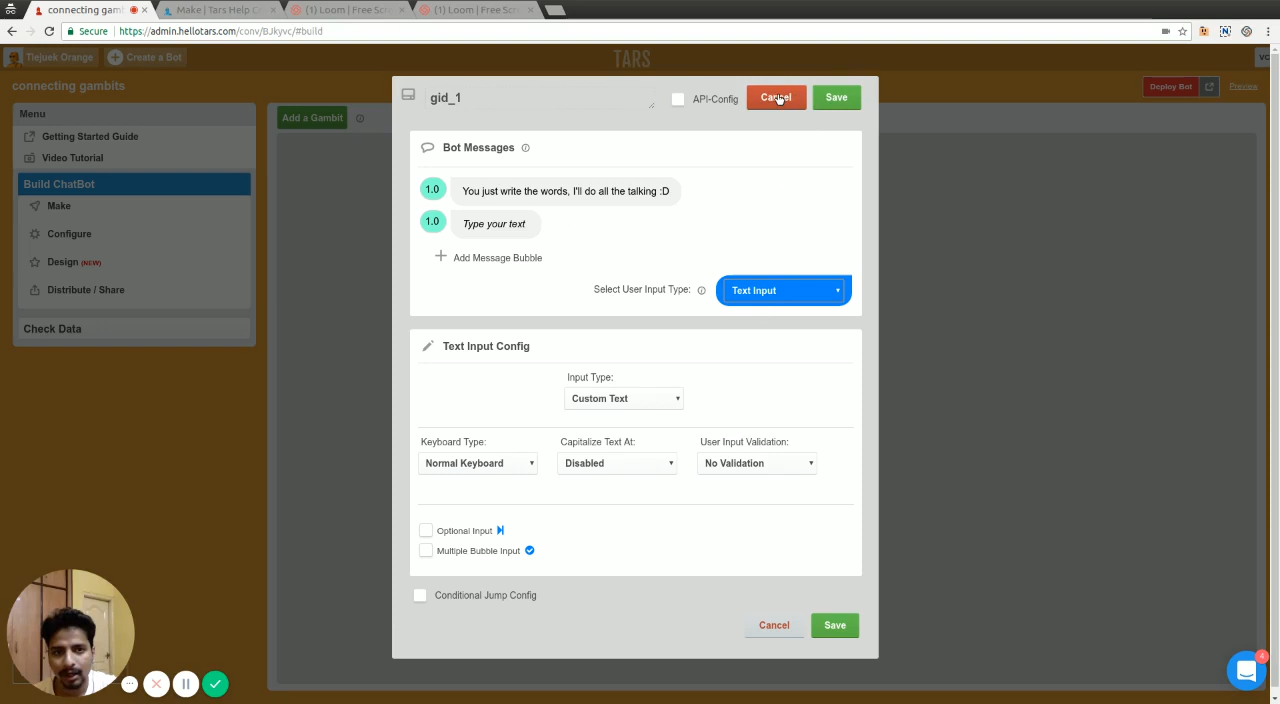 connecting gamb
Make | Tars Help C
(1) Loom | Free Scr
(1) Loom | Free Scr
Secure
https://admin.hellotars.com/conv/BJkyvc/#build
Tiejuek Orange
Create a Bot
TARS
VC
connecting gambits
Deploy Bot
Preview
Menu
Getting Started Guide
Video Tutorial
Build ChatBot
Make
Configure
Design (NEW)
Distribute / Share
Check Data
Add a Gambit
gid_1
API-Config
Cancel
Save
Bot Messages
1.0 You just write the words, I'll do all the talking :D
1.0 Type your text
Add Message Bubble
Select User Input Type:
Text Input
Text Input Config
Input Type:
Custom Text
Keyboard Type:
Capitalize Text At:
User Input Validation:
Normal Keyboard
Disabled
No Validation
Optional Input
Multiple Bubble Input
Conditional Jump Config
Cancel
Save
4